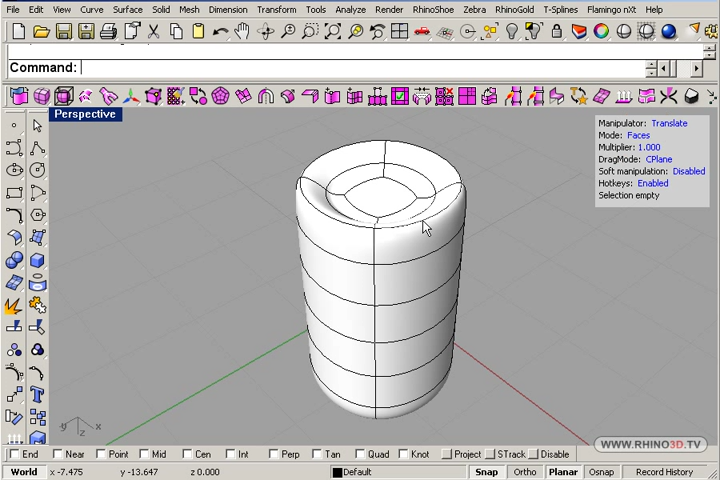 File Edit View Curve Surface Solid Mesh Dimension Transform Tools Analyze Render RhinoShoe Zebra RhinoGold T-Splines Flamingo nXt Help
Command:
Perspective
Manipulator: Translate
Mode: Faces
Multiplier: 1.000
DragMode: CPlane
Soft manipulation: Disabled
Hotkeys: Enabled
Selection empty
y z x
WWW.RHINO3D.TV
End Near Point Mid Cen Int Perp Tan Quad Knot Project STrack Disable
World x -7.475 y -13.647 z 0.000 Default Snap Ortho Planar Osnap Record History